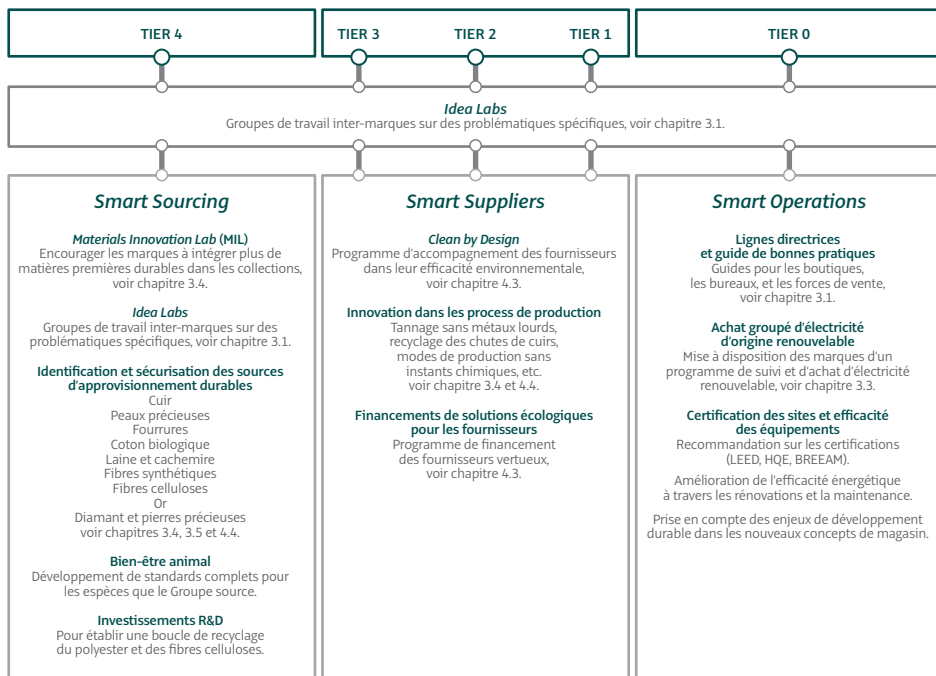 TIER 4
TIER 3
TIER 2
TIER 1
TIER 0
Idea Labs
Groupes de travail inter-marques sur des problématiques spécifiques, voir chapitre 3.1.
Smart Sourcing
Materials Innovation Lab (MIL)
Encourager les marques à intégrer plus de
matières premières durables dans les collections,
voir chapitre 3.4.
Idea Labs
Groupes de travail inter-marques sur des
problématiques spécifiques, voir chapitre 3.1.
Identification et sécurisation des sources
d'approvisionnement durables
Cuir
Peaux précieuses
Fourrures
Coton biologique
Laine et cachemire
Fibres synthétiques
Fibres celluloses
Or
Diamant et pierres précieuses
voir chapitres 3.4, 3.5 et 4.4.
Bien-être animal
Développement de standards complets pour
les espèces que le Groupe source.
Investissements R&D
Pour établir une boucle de recyclage
du polyester et des fibres celluloses.
Smart Suppliers
Clean by Design
Programme d'accompagnement des fournisseurs
dans leur efficacité environnementale,
voir chapitre 4.3.
Innovation dans les process de production
Tannage sans métaux lourds,
recyclage des chutes de cuirs,
modes de production sans
instants chimiques, etc.
voir chapitre 3.4 et 4.4.
Financements de solutions écologiques
pour les fournisseurs
Programme de financement
des fournisseurs vertueux,
voir chapitre 4.3.
Smart Operations
Lignes directrices
et guide de bonnes pratiques
Guides pour les boutiques,
les bureaux, et les forces de vente,
voir chapitre 3.1.
Achat groupé d'électricité
d'origine renouvelable
Mise à disposition des marques d'un
programme de suivi et d'achat d'électricité
renouvelable, voir chapitre 3.3.
Certification des sites et efficacité
des équipements
Recommandation sur les certifications
(LEED, HQE, BREEAM).
Amélioration de l'efficacité énergétique
à travers les rénovations et la maintenance.
Prise en compte des enjeux de développement
durable dans les nouveaux concepts de magasin.